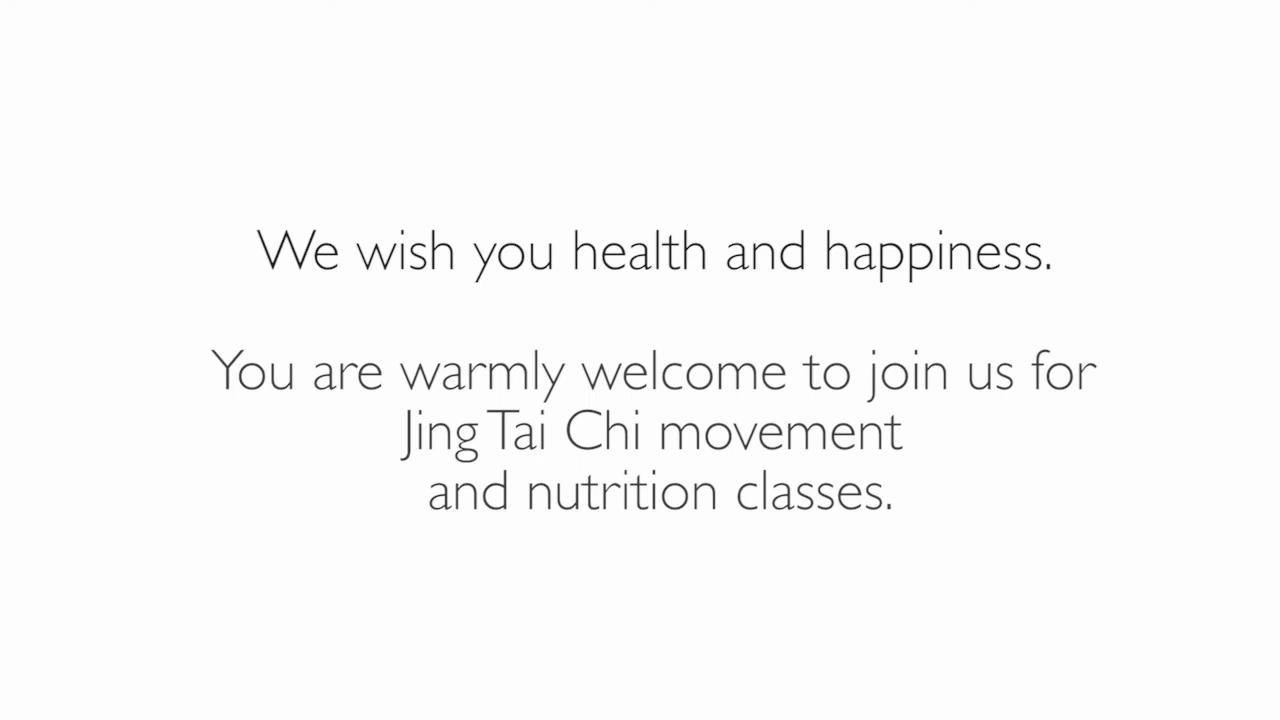 We wish you health and happiness.
You are warmly welcome to join us for
Jing Tai Chi movement
and nutrition classes.